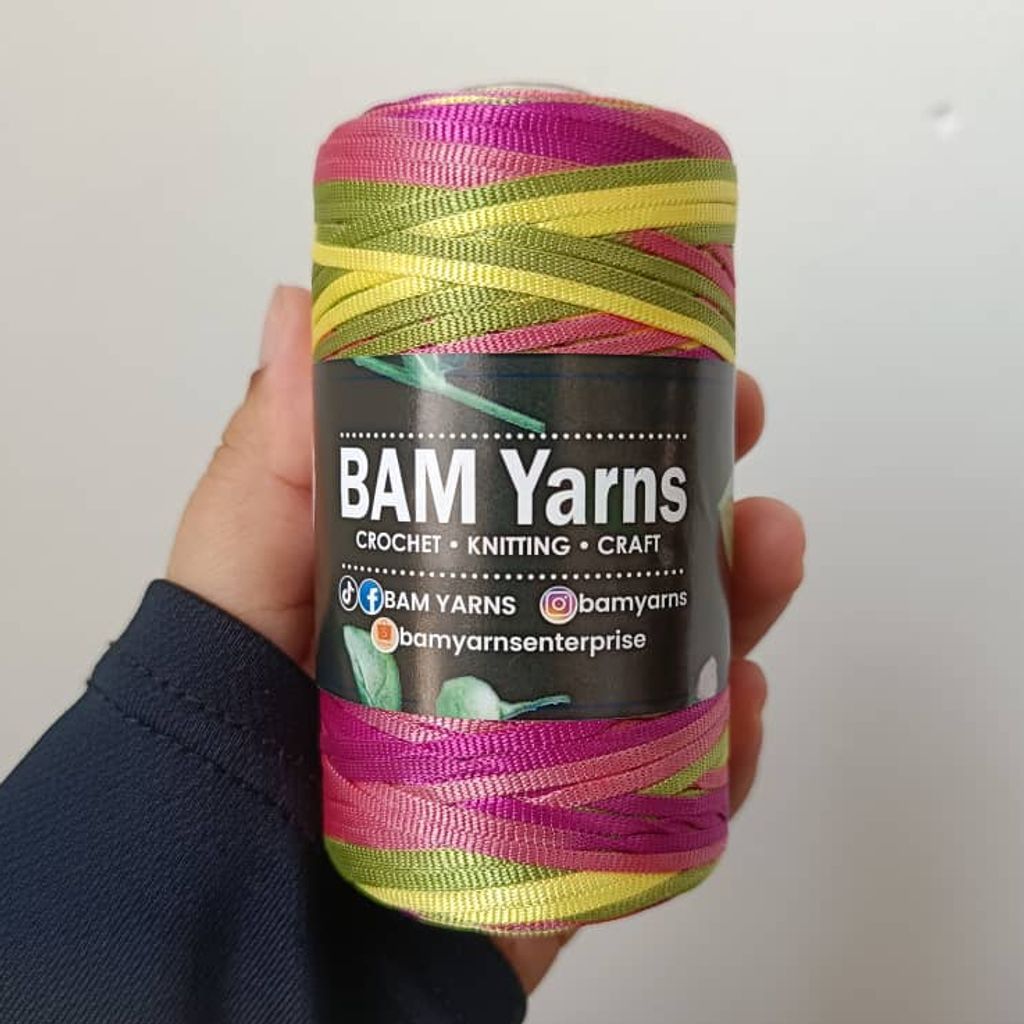 BAM Yarns
CROCHET • KNITTING • CRAFT
BAM YARNS bamyarns
bamyarnsenterprise